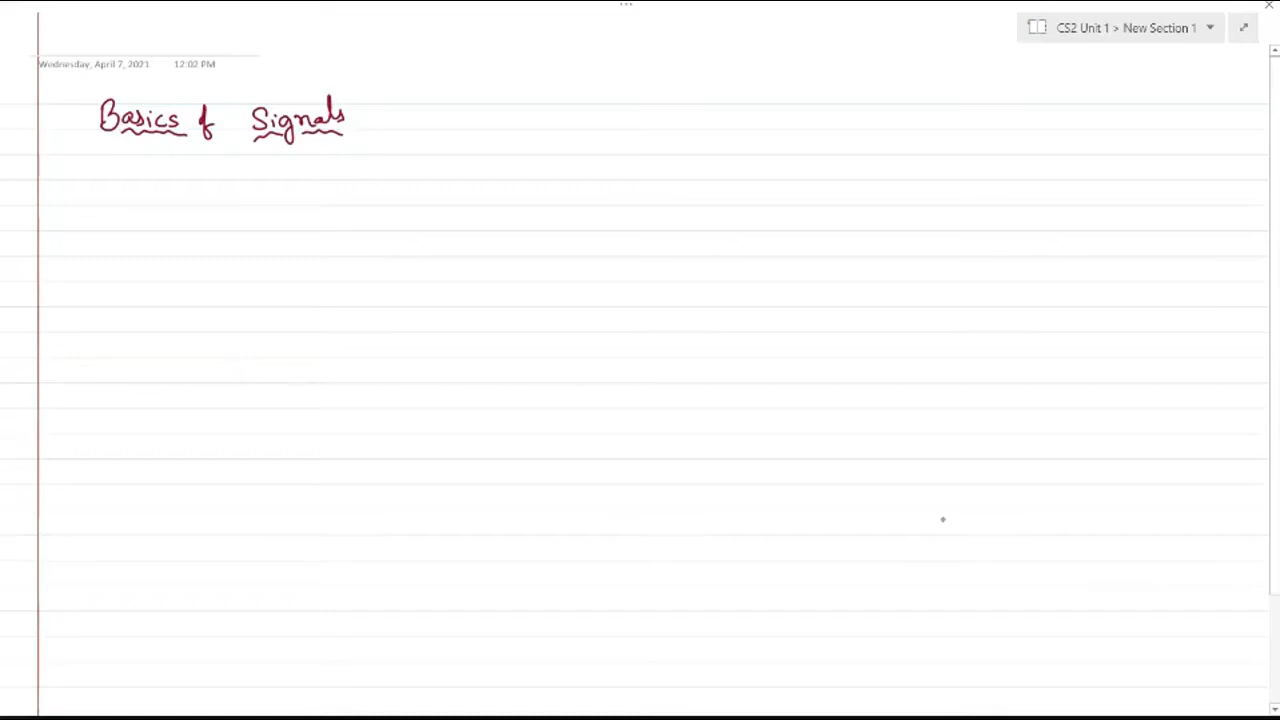 CS2 Unit 1 > New Section 1
Wednesday, April 7, 2021 12:02 PM
Basics of Signals